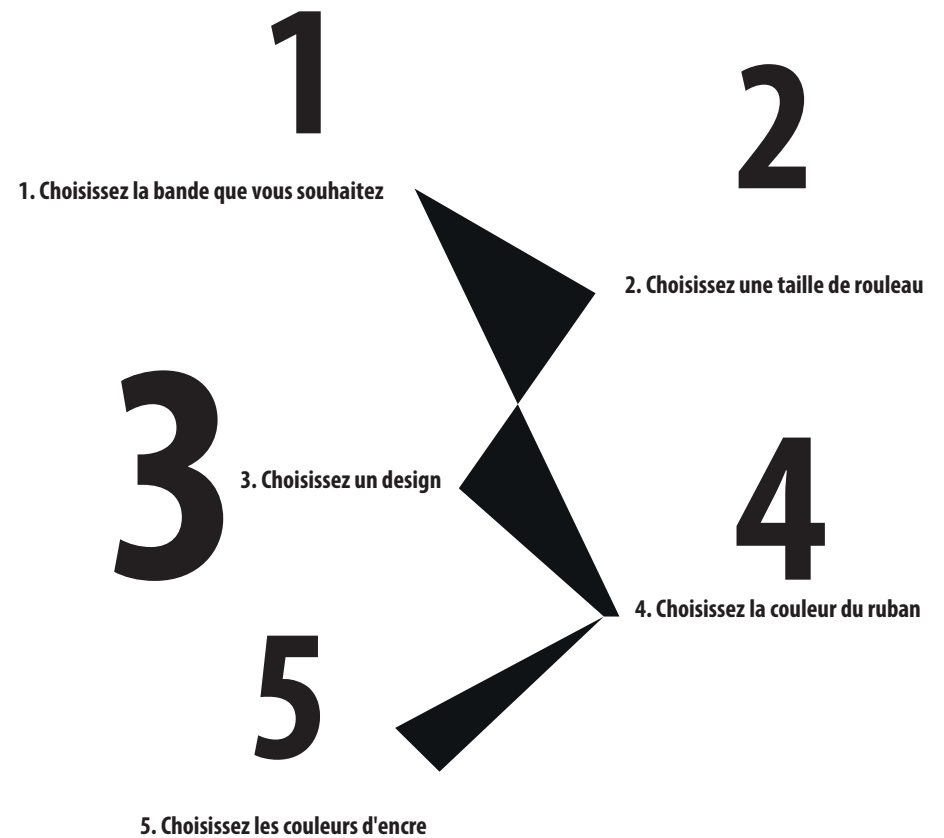 1
1. Choisissez la bande que vous souhaitez
2
2. Choisissez une taille de rouleau
3
3. Choisissez un design
4
4. Choisissez la couleur du ruban
5
5. Choisissez les couleurs d'encre